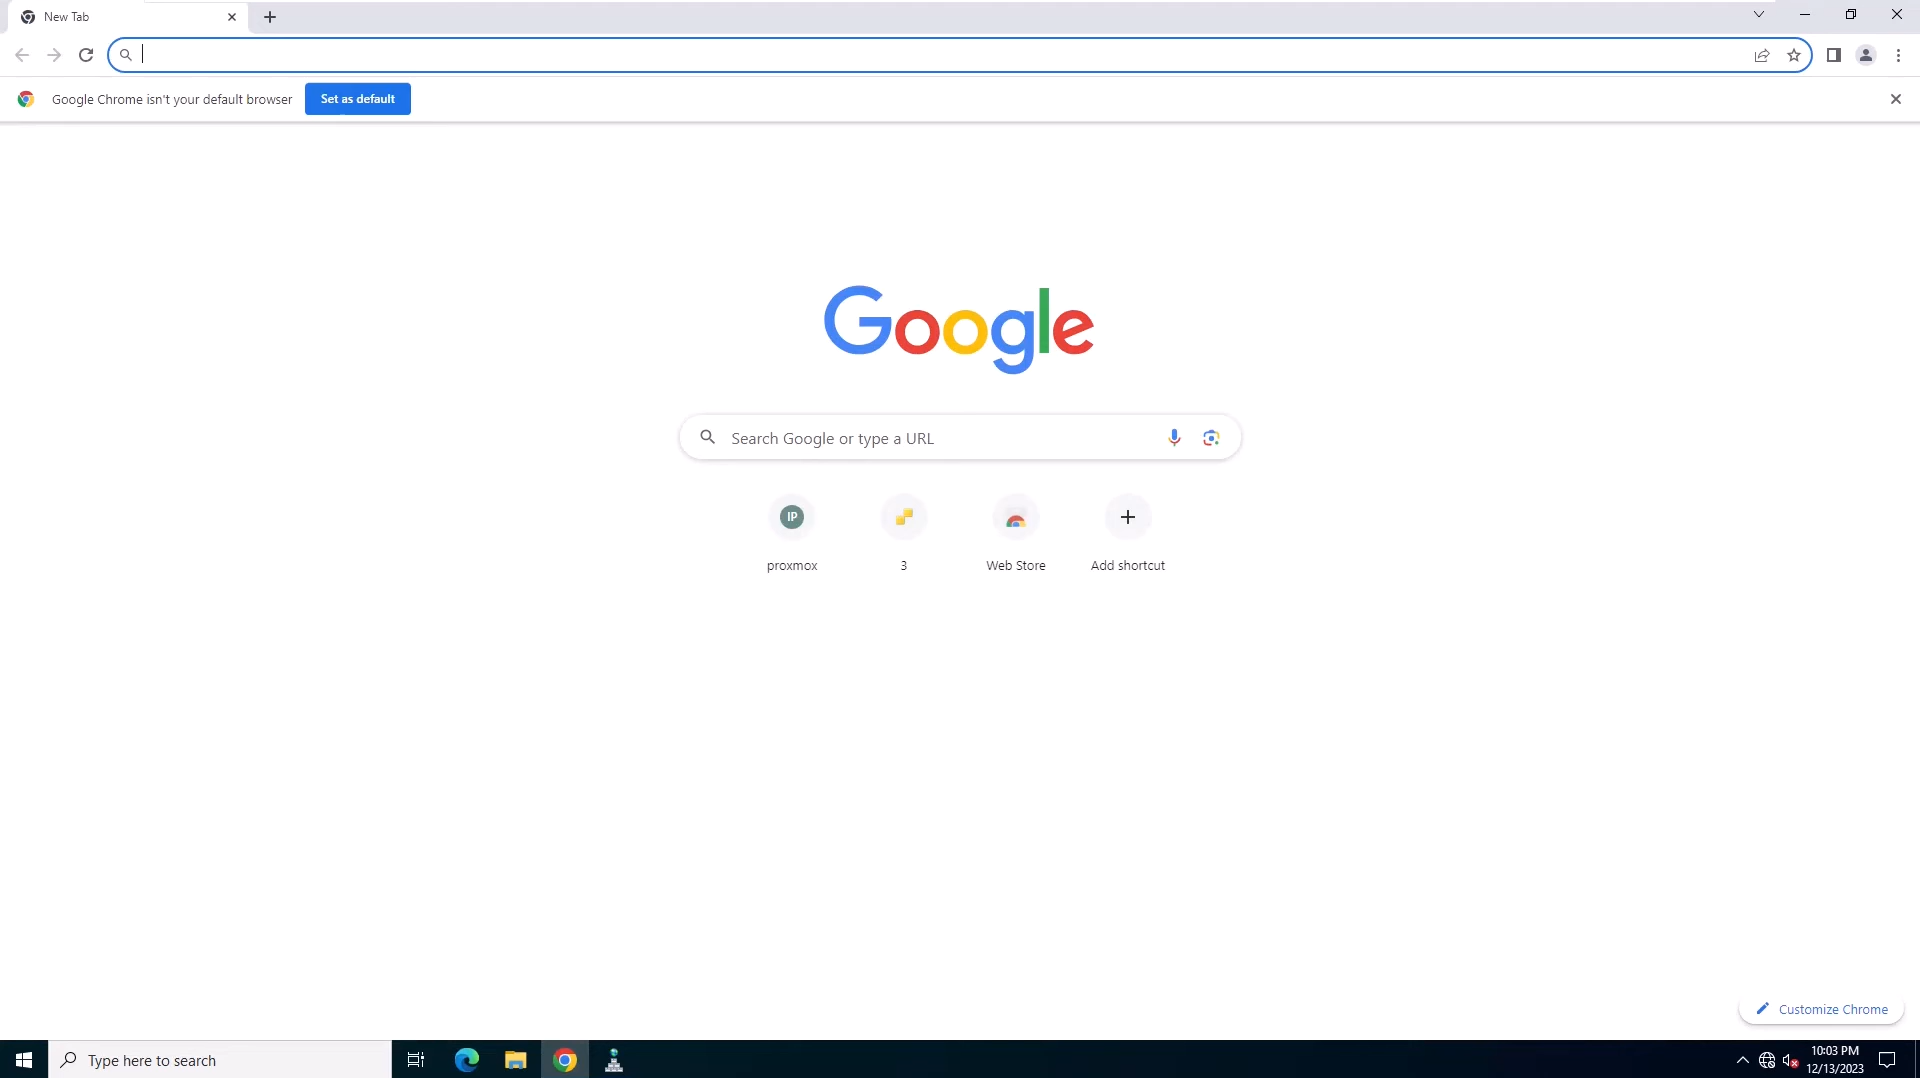 New Tab
Google Chrome isn't your default browser
Set as default
Google
Search Google or type a URL
IP
proxmox
3
Web Store
Add shortcut
Customize Chrome
Type here to search
10:03 PM
12/13/2023